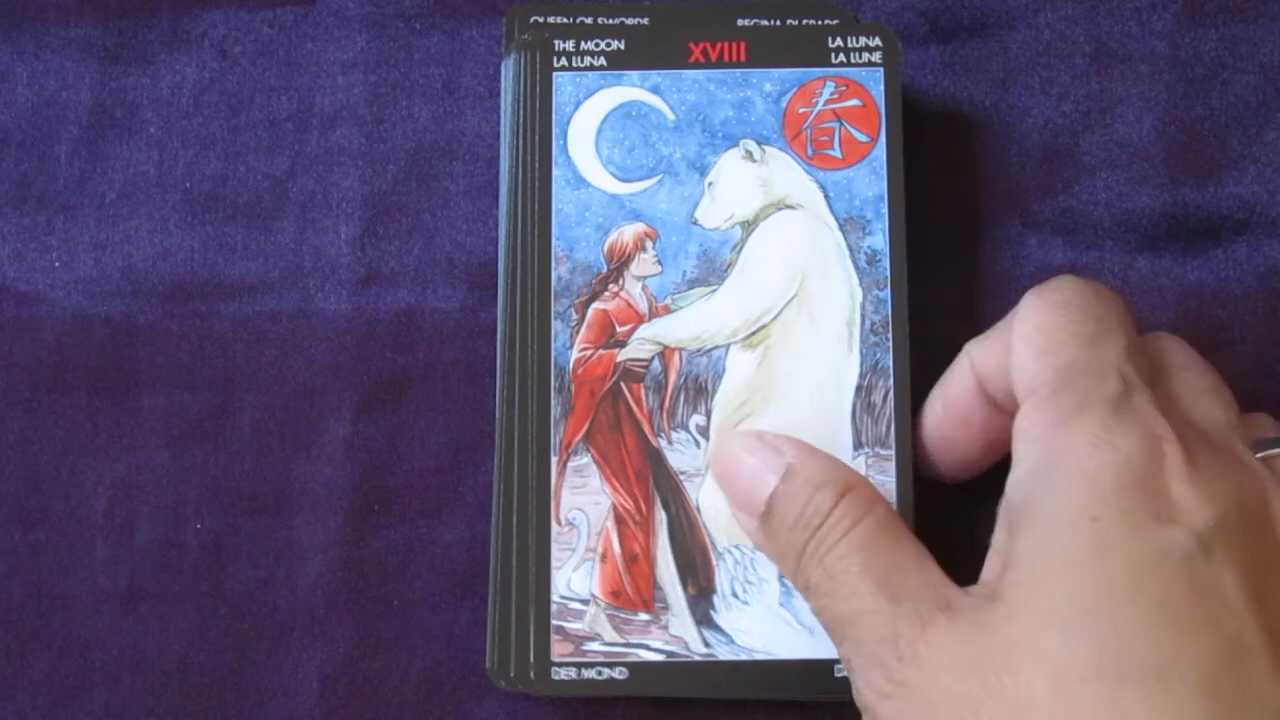 QUEEN OF SWORDS
REGINA DI SPADE
THE MOON
LA LUNA
XVIII
LA LUNA
LA LUNE
春
DER MOND